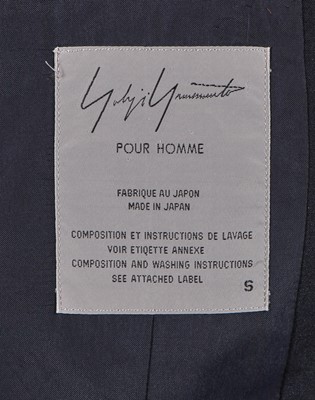 Yohji Yamamoto
POUR HOMME
FABRIQUE AU JAPON
MADE IN JAPAN
COMPOSITION ET INSTRUCTIONS DE LAVAGE
VOIR ETIQETTE ANNEXE
COMPOSITION AND WASHING INSTRUCTIONS
SEE ATTACHED LABEL
S